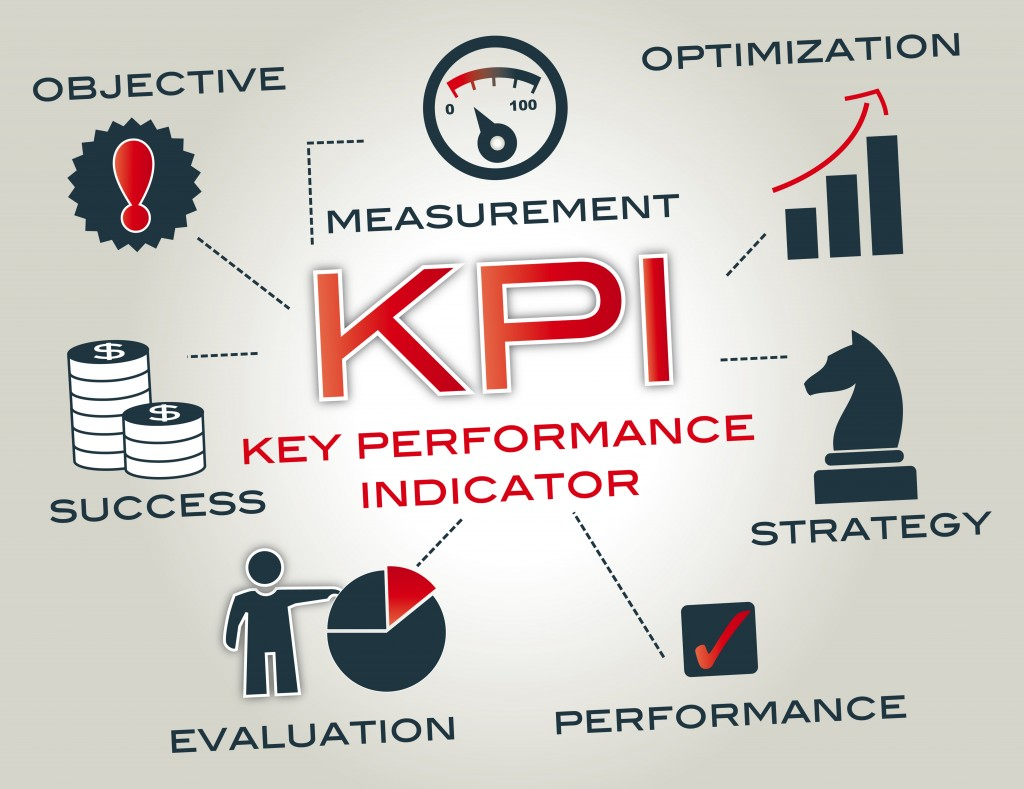 OBJECTIVE
OPTIMIZATION
0
100
MEASUREMENT
KPI
KEY PERFORMANCE
INDICATOR
$
$
SUCCESS
STRATEGY
EVALUATION
PERFORMANCE